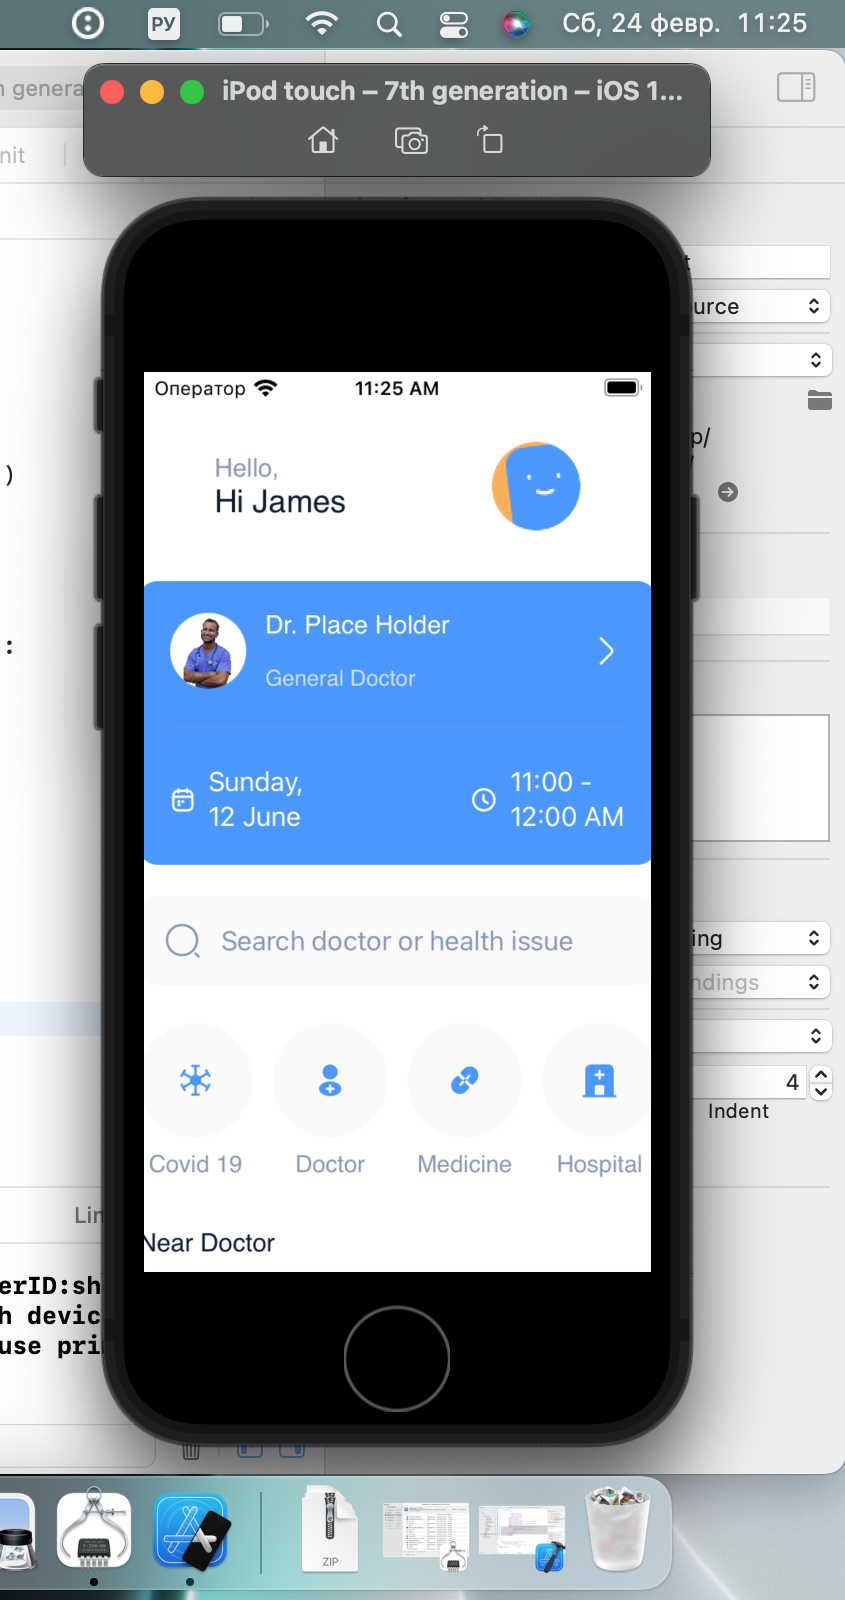 РУ
Сб, 24 февр. 11:25
iPod touch – 7th generation – iOS 1...
n genera
nit
t
urce
p/
/
)
:
Оператор
11:25 AM
Hello,
Hi James
Dr. Place Holder
General Doctor
Sunday,
12 June
11:00 -
12:00 AM
Search doctor or health issue
ing
ndings
4
Indent
Covid 19
Doctor
Medicine
Hospital
Near Doctor
Lin
erID:sh
h devic
use pri
ZIP